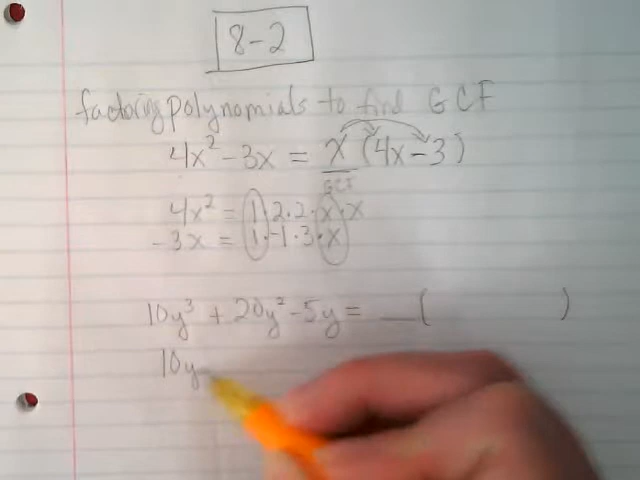 8-2
factoring polynomials to find GCF
4x² - 3x = x (4x - 3)
GCF
4x² = 1 · 2 · 2 · x · x
-3x = 1 · -1 · 3 · x
10y³ + 20y² - 5y = __( )
10y